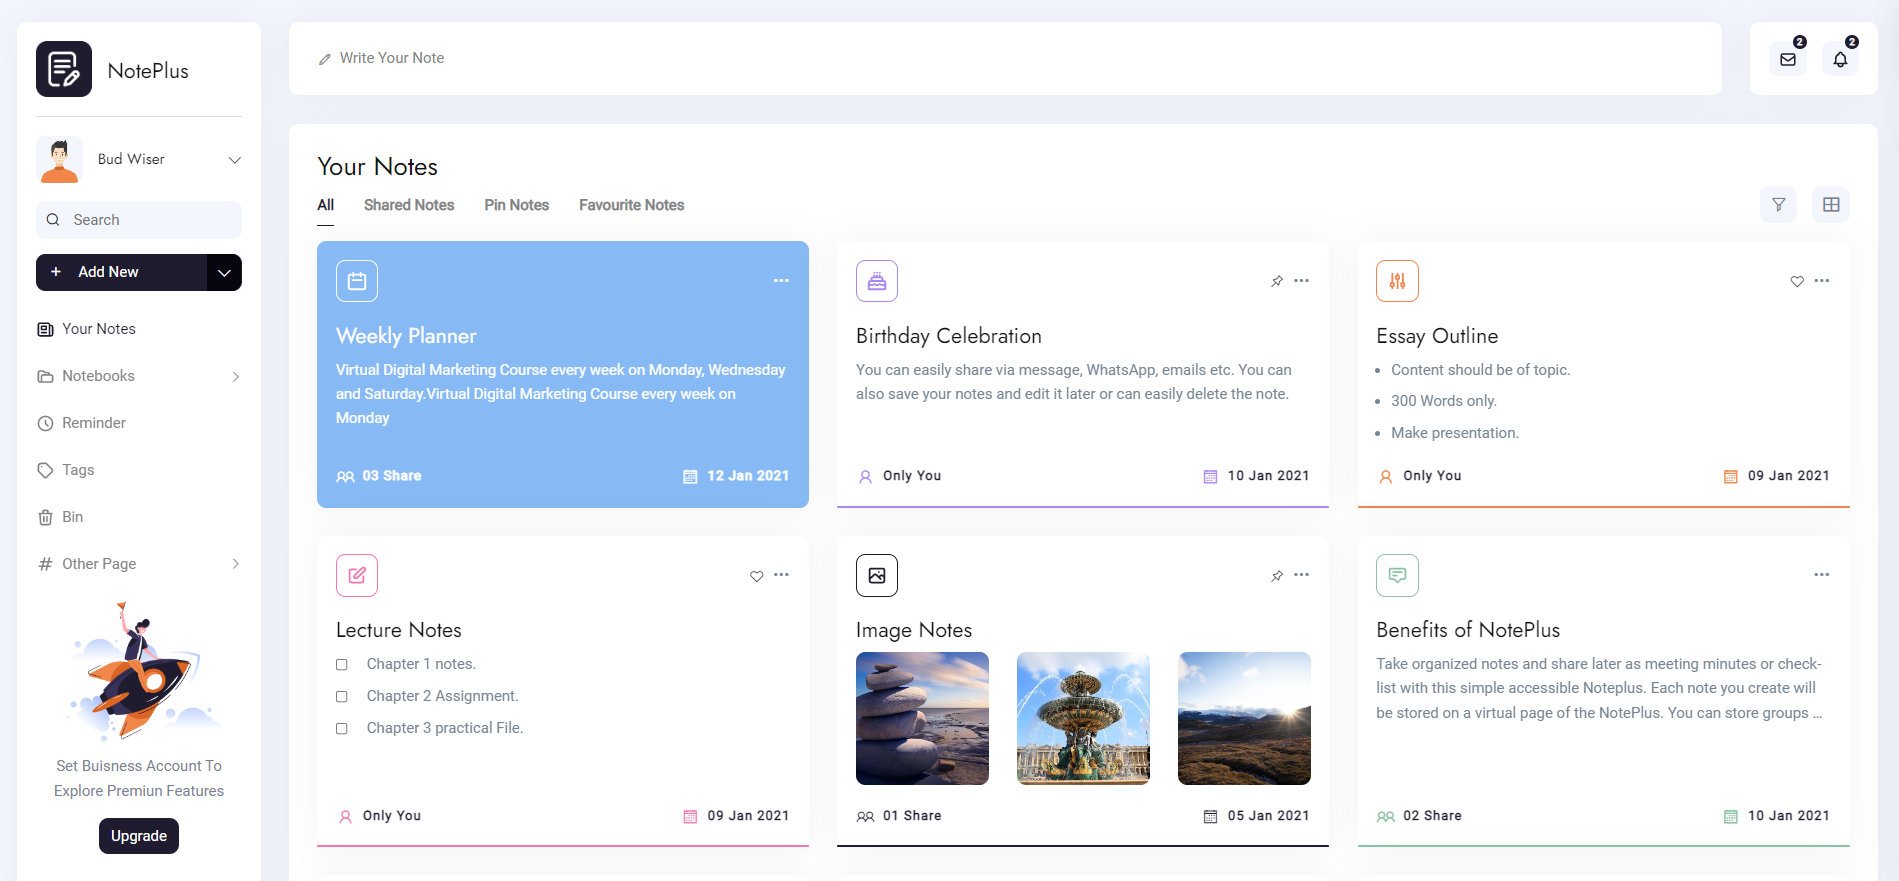 NotePlus
Bud Wiser
Search
Add New
Your Notes
Notebooks
Reminder
Tags
Bin
Other Page
Set Buisness Account To
Explore Premiun Features
Upgrade
Write Your Note
2
2
Your Notes
All
Shared Notes
Pin Notes
Favourite Notes
Weekly Planner
Virtual Digital Marketing Course every week on Monday, Wednesday
and Saturday.Virtual Digital Marketing Course every week on
Monday
03 Share
12 Jan 2021
Birthday Celebration
You can easily share via message, WhatsApp, emails etc. You can
also save your notes and edit it later or can easily delete the note.
Only You
10 Jan 2021
Essay Outline
Content should be of topic.
300 Words only.
Make presentation.
Only You
09 Jan 2021
Lecture Notes
Chapter 1 notes.
Chapter 2 Assignment.
Chapter 3 practical File.
Only You
09 Jan 2021
Image Notes
01 Share
05 Jan 2021
Benefits of NotePlus
Take organized notes and share later as meeting minutes or check-
list with this simple accessible Noteplus. Each note you create will
be stored on a virtual page of the NotePlus. You can store groups ...
02 Share
10 Jan 2021